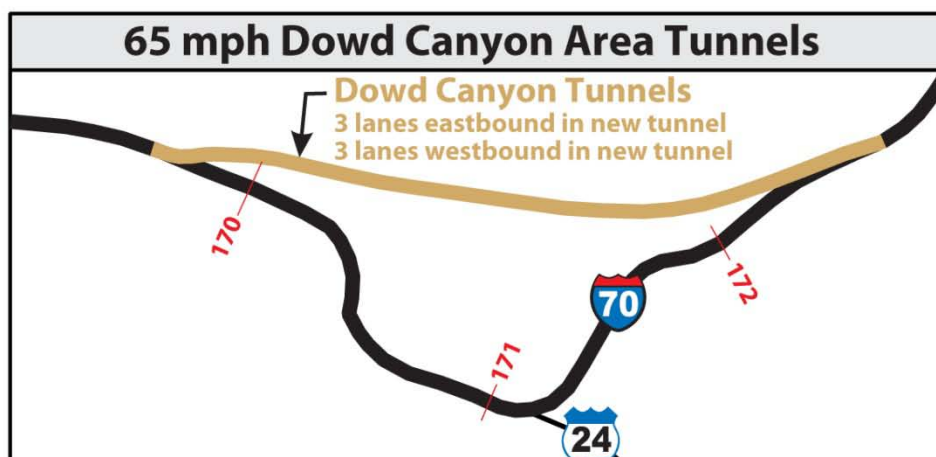 65 mph Dowd Canyon Area Tunnels
Dowd Canyon Tunnels
3 lanes eastbound in new tunnel
3 lanes westbound in new tunnel
170
172
70
171
24